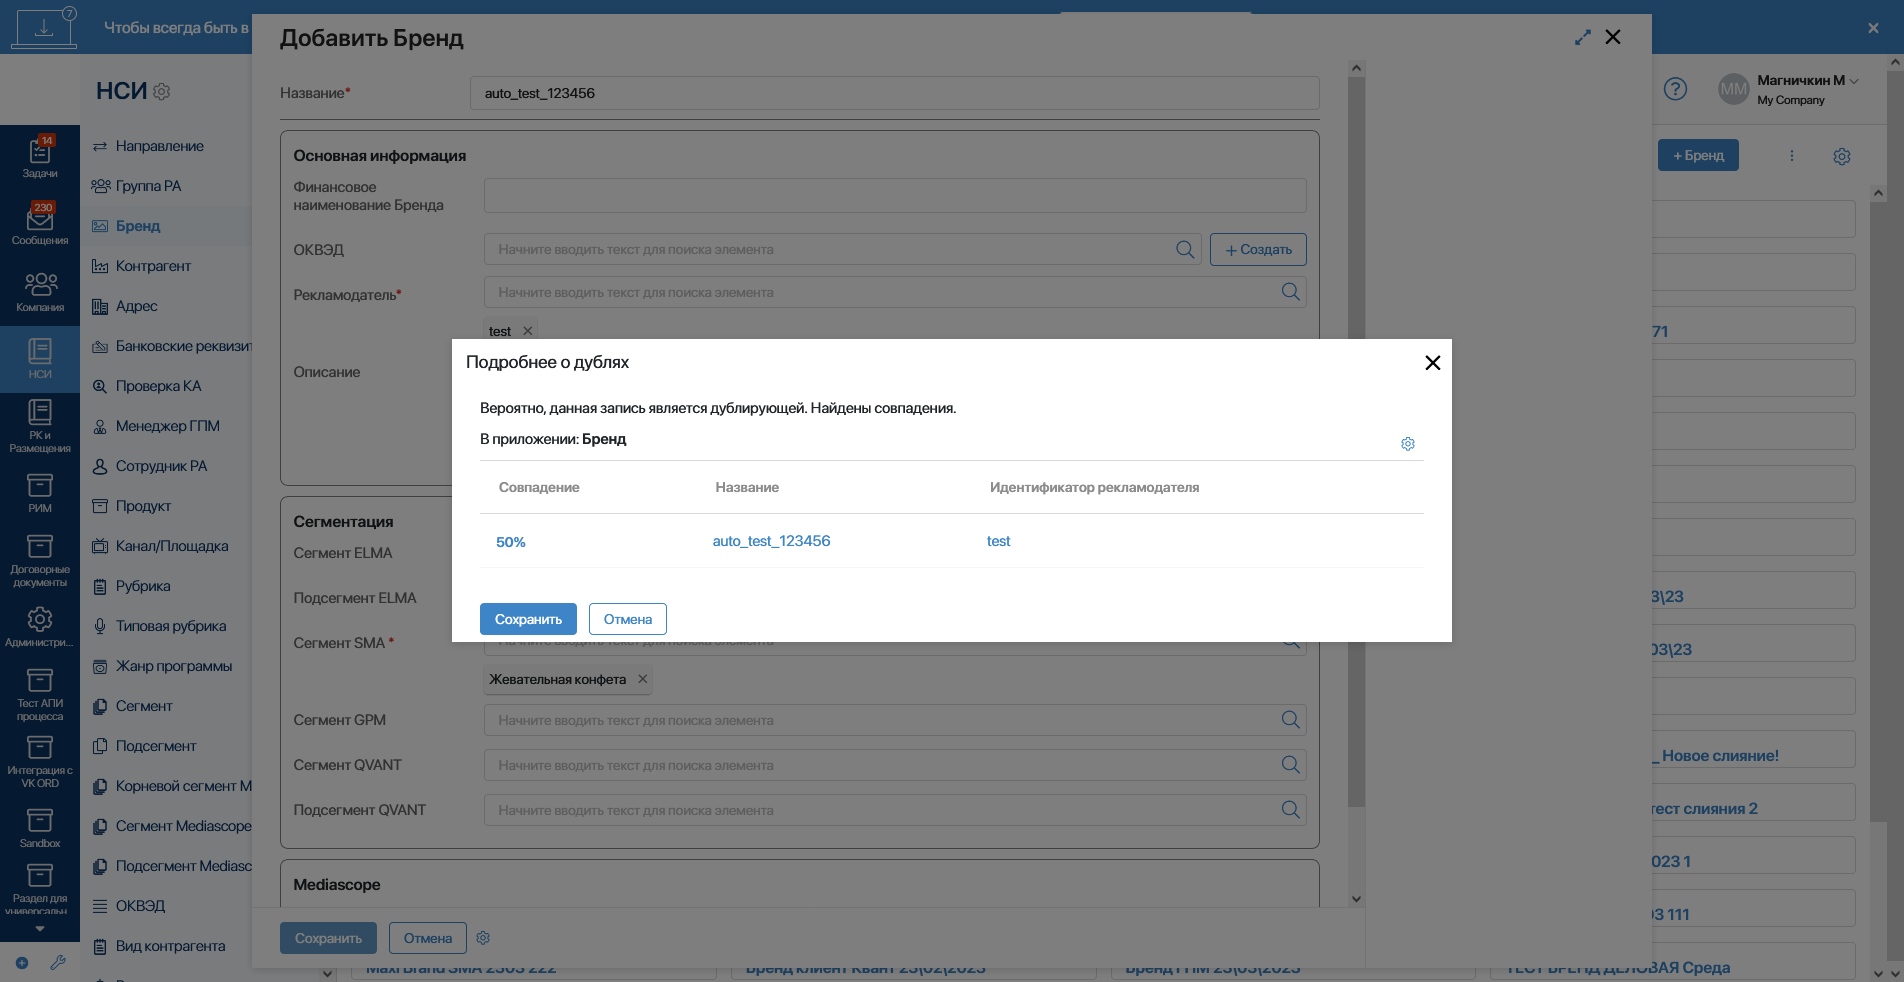 7
Чтобы всегда быть в
Добавить Бренд
НСИ
Магничкин М
MM
My Company
?
Название*
auto_test_123456
+ Бренд
14
Задачи
230
Сообщения
Компания
НСИ
РК и
Размещения
РИМ
Договорные
документы
Администри...
Тест АПИ
процесса
Интеграция с
VK ORD
Sandbox
Раздел для
универсальн
Направление
Группа РА
Бренд
Контрагент
Адрес
Банковские реквизит
Проверка КА
Менеджер ГПМ
Сотрудник РА
Продукт
Канал/Площадка
Рубрика
Типовая рубрика
Жанр программы
Сегмент
Подсегмент
Корневой сегмент M
Сегмент Mediascope
Подсегмент Mediasc
ОКВЭД
Вид контрагента
Основная информация
Финансовое
наименование Бренда
ОКВЭД
Начните вводить текст для поиска элемента
+ Создать
Рекламодатель*
Начните вводить текст для поиска элемента
test
Описание
Подробнее о дублях
Вероятно, данная запись является дублирующей. Найдены совпадения.
В приложении: Бренд
Совпадение
Название
Идентификатор рекламодателя
50%
auto_test_123456
test
Сохранить
Отмена
Сегментация
Сегмент ELMA
Подсегмент ELMA
Сегмент SMA *
Начните вводить текст для поиска элемента
Жевательная конфета
Сегмент GPM
Начните вводить текст для поиска элемента
Сегмент QVANT
Начните вводить текст для поиска элемента
Подсегмент QVANT
Начните вводить текст для поиска элемента
Mediascope
Сохранить
Отмена
71
3\23
03\23
_ Новое слияние!
тест слияния 2
023 1
03 111
Maxi Brand SMA 2303 222
Бренд клиент Квант 23\02\2023
Бренд ГПМ 23\03\2023
ТЕСТ БРЕНД ДЕЛОВАЯ Среда